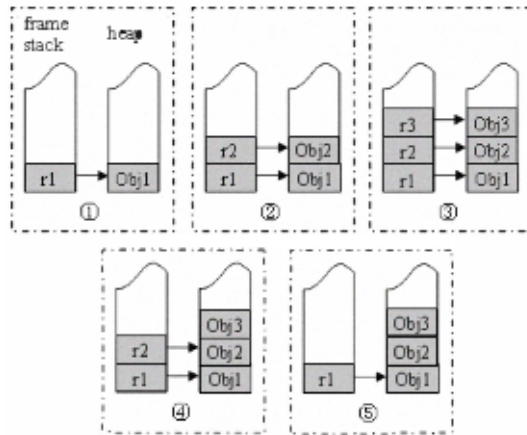 frame stack
heap
r1
Obj1
①
r2
Obj2
r1
Obj1
②
r3
Obj3
r2
Obj2
r1
Obj1
③
Obj3
r2
Obj2
r1
Obj1
④
Obj3
Obj2
r1
Obj1
⑤